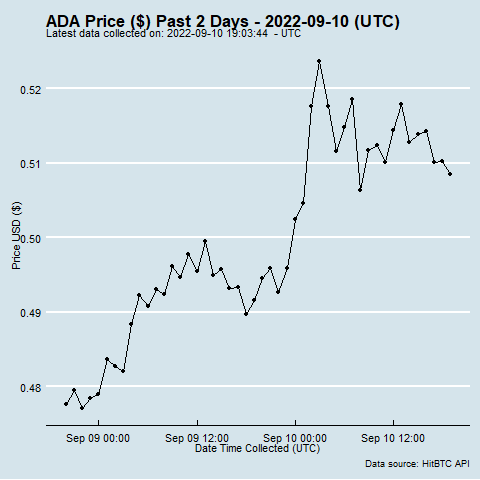 ADA Price ($) Past 2 Days - 2022-09-10 (UTC)
Latest data collected on: 2022-09-10 19:03:44  - UTC
0.52
0.51
0.50
0.49
0.48
Price USD ($)
Sep 09 00:00
Sep 09 12:00
Sep 10 00:00
Sep 10 12:00
Date Time Collected (UTC)
Data source: HitBTC API